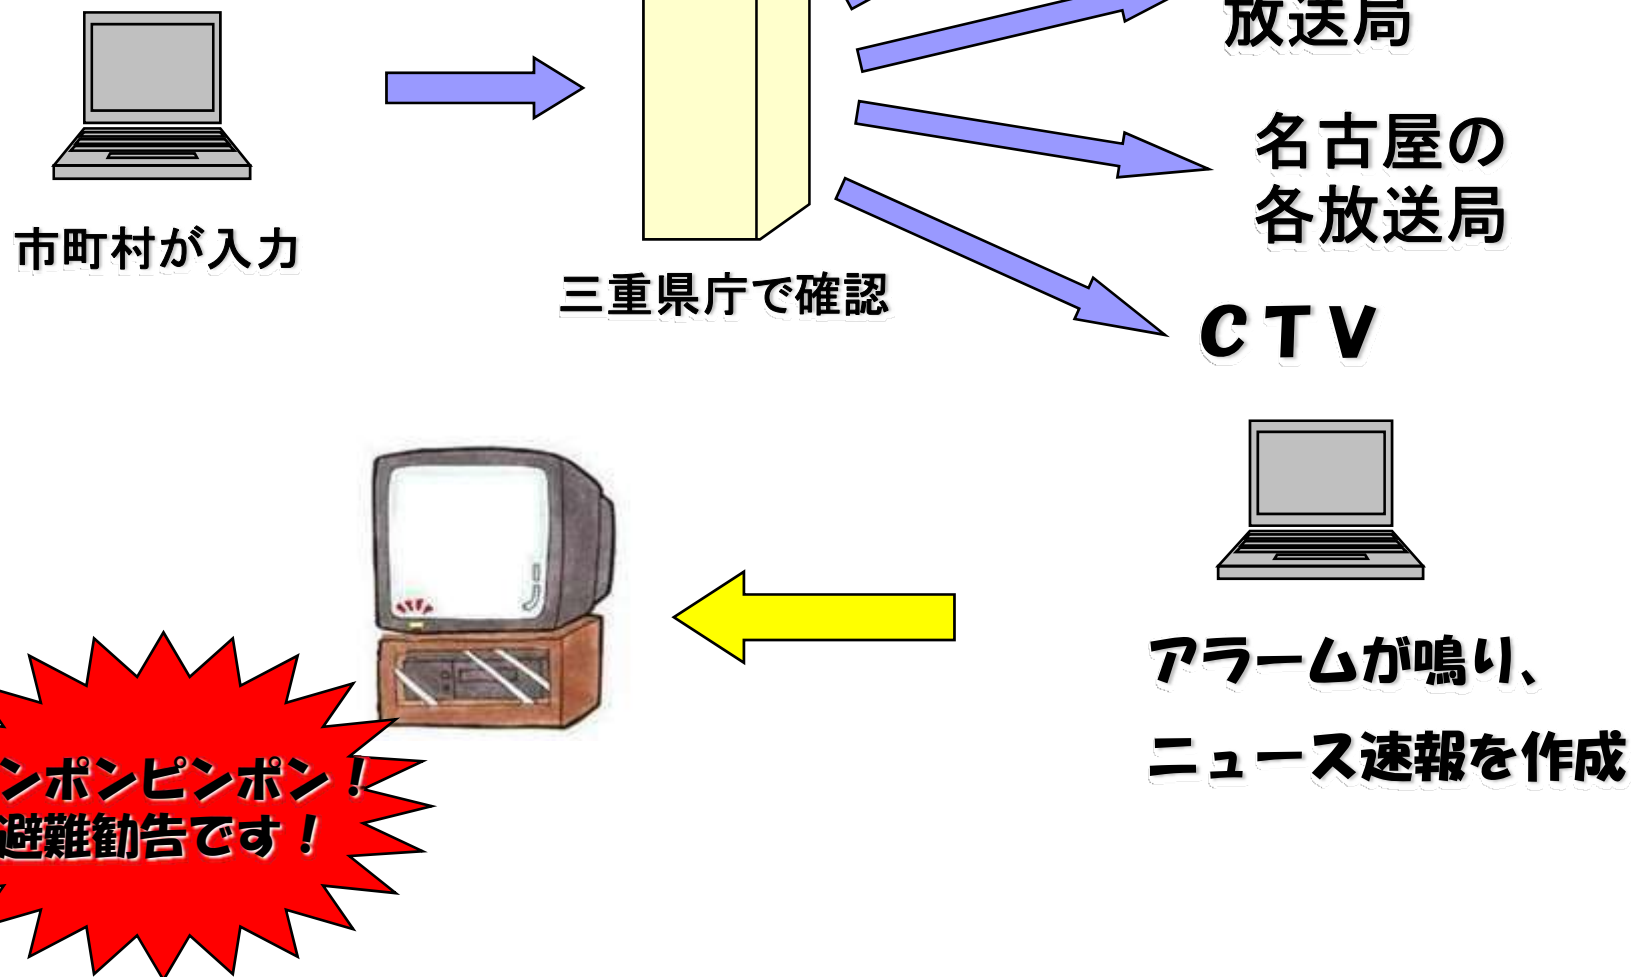 放送局
名古屋の
各放送局
市町村が入力
三重県庁で確認
CTV
アラームが鳴り、
ニュース速報を作成
ンポンピンポン！
避難勧告です！